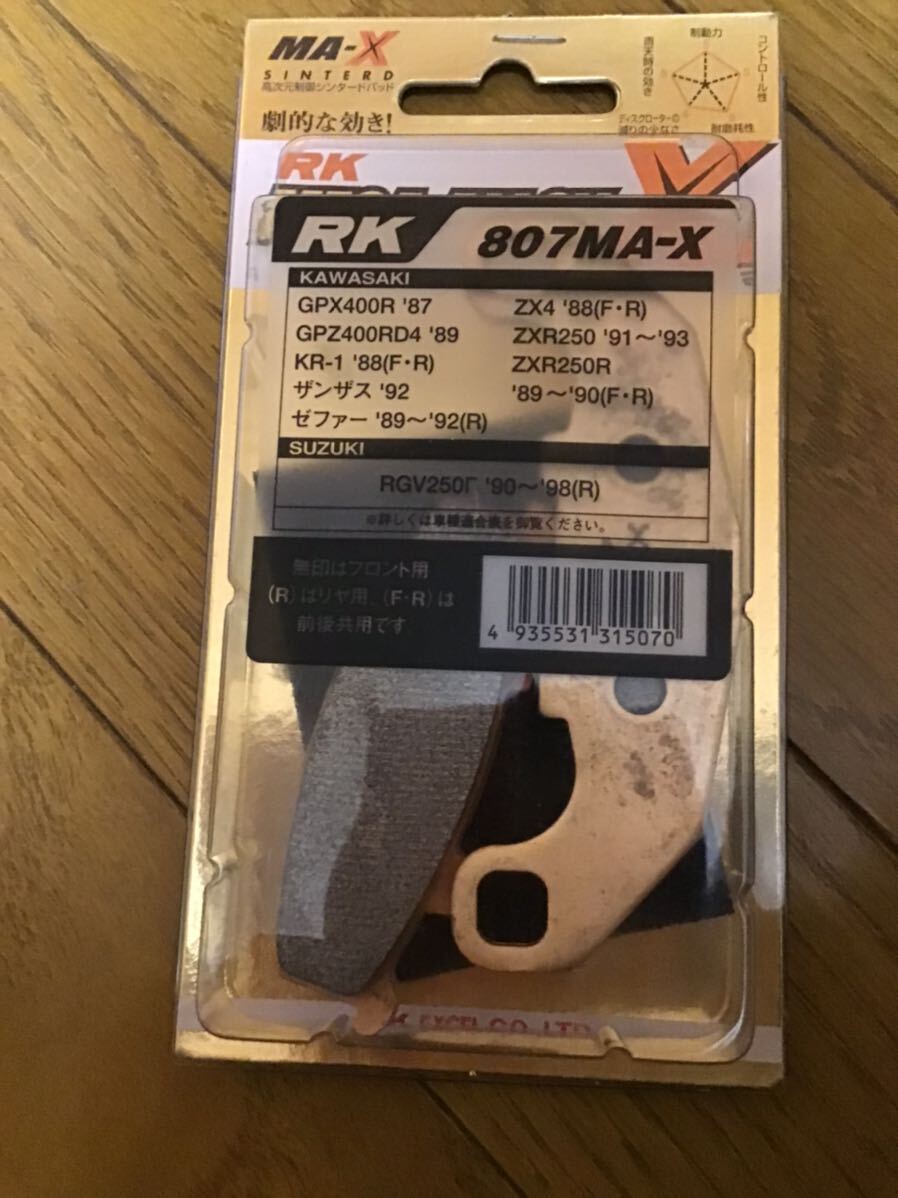 MA-X
SINTERD
高次元制御シンタードパッド
劇的な効き!
制動力
コントロール性
耐磨耗性
ディスクローターの
減りの少なさ
雨天時の効き
RK
RK 807MA-X
KAWASAKI
GPX400R '87
GPZ400RD4 '89
KR-1 '88(F・R)
ザンザス '92
ゼファー '89～'92(R)
ZX4 '88(F・R)
ZXR250 '91～'93
ZXR250R
'89～'90(F・R)
SUZUKI
RGV250Γ '90～'98(R)
※詳しくは車種適合表を御覧ください。
無印はフロント用
(R)はリヤ用、(F・R)は
前後共用です
4 935531 315070
EXCEL CO., LTD.